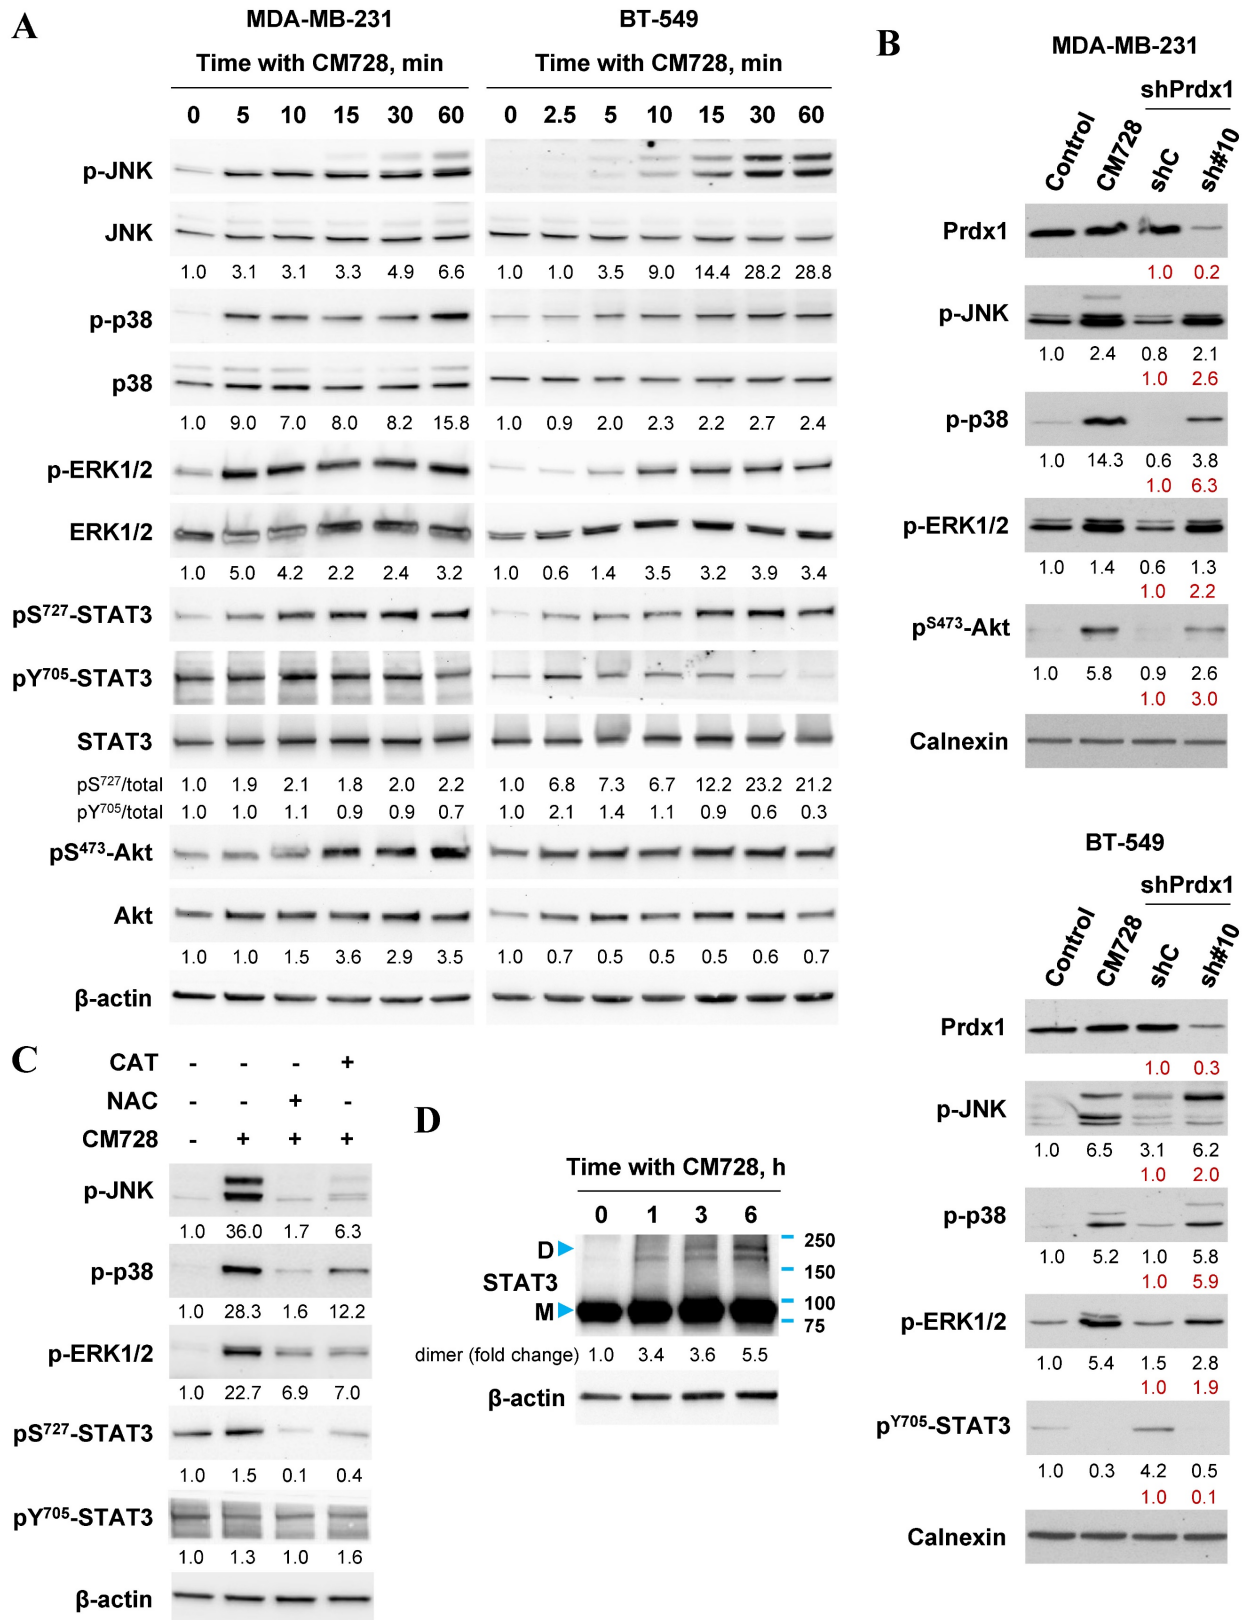 A
MDA-MB-231
BT-549
Time with CM728, min
Time with CM728, min
0 5 10 15 30 60
0 2.5 5 10 15 30 60
p-JNK
JNK
1.0 3.1 3.1 3.3 4.9 6.6
1.0 1.0 3.5 9.0 14.4 28.2 28.8
p-p38
p38
1.0 9.0 7.0 8.0 8.2 15.8
1.0 0.9 2.0 2.3 2.2 2.7 2.4
p-ERK1/2
ERK1/2
1.0 5.0 4.2 2.2 2.4 3.2
1.0 0.6 1.4 3.5 3.2 3.9 3.4
pS727-STAT3
pY705-STAT3
STAT3
pS727/total 1.0 1.9 2.1 1.8 2.0 2.2
1.0 6.8 7.3 6.7 12.2 23.2 21.2
pY705/total 1.0 1.0 1.1 0.9 0.9 0.7
1.0 2.1 1.4 1.1 0.9 0.6 0.3
pS473-Akt
Akt
1.0 1.0 1.5 3.6 2.9 3.5
1.0 0.7 0.5 0.5 0.5 0.6 0.7
β-actin
B
MDA-MB-231
shPrdx1
Control CM728 shC sh#10
Prdx1
1.0 0.2
p-JNK
1.0 2.4 0.8 2.1
1.0 2.6
p-p38
1.0 14.3 0.6 3.8
1.0 6.3
p-ERK1/2
1.0 1.4 0.6 1.3
1.0 2.2
pS473-Akt
1.0 5.8 0.9 2.6
1.0 3.0
Calnexin
BT-549
shPrdx1
Control CM728 shC sh#10
Prdx1
1.0 0.3
p-JNK
1.0 6.5 3.1 6.2
1.0 2.0
p-p38
1.0 5.2 1.0 5.8
1.0 5.9
p-ERK1/2
1.0 5.4 1.5 2.8
1.0 1.9
pY705-STAT3
1.0 0.3 4.2 0.5
1.0 0.1
Calnexin
C
CAT - - - +
NAC - - + -
CM728 - + + +
p-JNK
1.0 36.0 1.7 6.3
p-p38
1.0 28.3 1.6 12.2
p-ERK1/2
1.0 22.7 6.9 7.0
pS727-STAT3
1.0 1.5 0.1 0.4
pY705-STAT3
1.0 1.3 1.0 1.6
β-actin
D
Time with CM728, h
0 1 3 6
D
250
150
STAT3
M
100
75
dimer (fold change) 1.0 3.4 3.6 5.5
β-actin